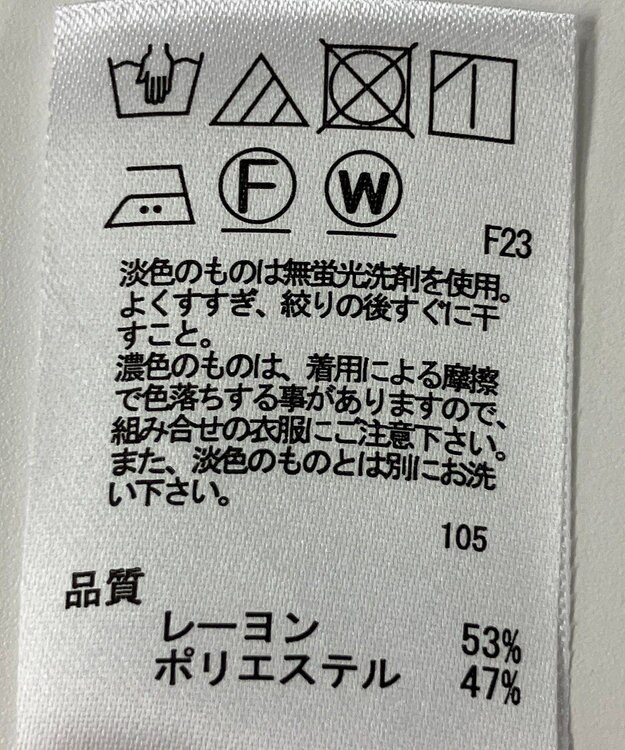 F W
F23
淡色のものは無蛍光洗剤を使用。
よくすすぎ、絞りの後すぐに干
すこと。
濃色のものは、着用による摩擦
で色落ちする事がありますので、
組み合せの衣服にご注意下さい。
また、淡色のものとは別にお洗
い下さい。
105
品質
レーヨン 53%
ポリエステル 47%